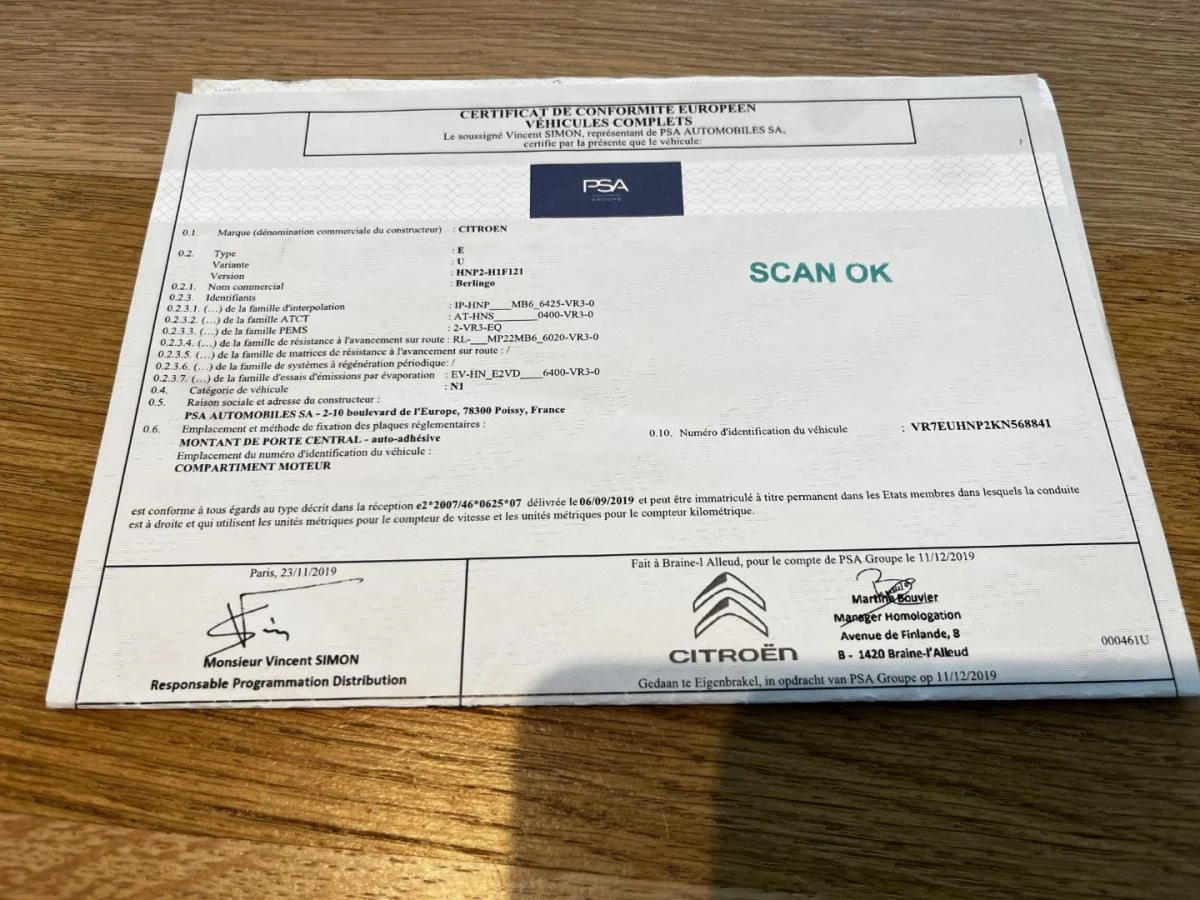 CERTIFICAT DE CONFORMITE EUROPEEN
VÉHICULES COMPLETS
Le soussigné Vincent SIMON, représentant de PSA AUTOMOBILES SA,
certifie par la présente que le véhicule:
PSA
GROUPE
0.1. Marque (dénomination commerciale du constructeur) : CITROEN
0.2. Type : E
Variante : U
Version : HNP2-H1F121
0.2.1. Nom commercial : Berlingo
0.2.3. Identifiants
0.2.3.1. (...) de la famille d'interpolation : IP-HNP____MB6_6425-VR3-0
0.2.3.2. (...) de la famille ATCT : AT-HNS________0400-VR3-0
0.2.3.3. (...) de la famille PEMS : 2-VR3-EQ
0.2.3.4. (...) de la famille de résistance à l'avancement sur route : RL-___MP22MB6_6020-VR3-0
0.2.3.5. (...) de la famille de matrices de résistance à l'avancement sur route : /
0.2.3.6. (...) de la famille de systèmes à régénération périodique: /
0.2.3.7. (...) de la famille d'essais d'émissions par évaporation : EV-HN_E2VD____6400-VR3-0
0.4. Catégorie de véhicule : N1
0.5. Raison sociale et adresse du constructeur :
PSA AUTOMOBILES SA - 2-10 boulevard de l'Europe, 78300 Poissy, France
0.6. Emplacement et méthode de fixation des plaques réglementaires :
MONTANT DE PORTE CENTRAL - auto-adhésive
Emplacement du numéro d'identification du véhicule :
COMPARTIMENT MOTEUR
SCAN OK
0.10. Numéro d'identification du véhicule : VR7EUHNP2KN568841
est conforme à tous égards au type décrit dans la réception e2*2007/46*0625*07 délivrée le 06/09/2019 et peut être immatriculé à titre permanent dans les Etats membres dans lesquels la conduite
est à droite et qui utilisent les unités métriques pour le compteur de vitesse et les unités métriques pour le compteur kilométrique.
Paris, 23/11/2019
Monsieur Vincent SIMON
Responsable Programmation Distribution
Fait à Braine-l Alleud, pour le compte de PSA Groupe le 11/12/2019
CITROËN
Martine Bouvier
Manager Homologation
Avenue de Finlande, 8
B - 1420 Braine-l'Alleud
000461U
Gedaan te Eigenbrakel, in opdracht van PSA Groupe op 11/12/2019